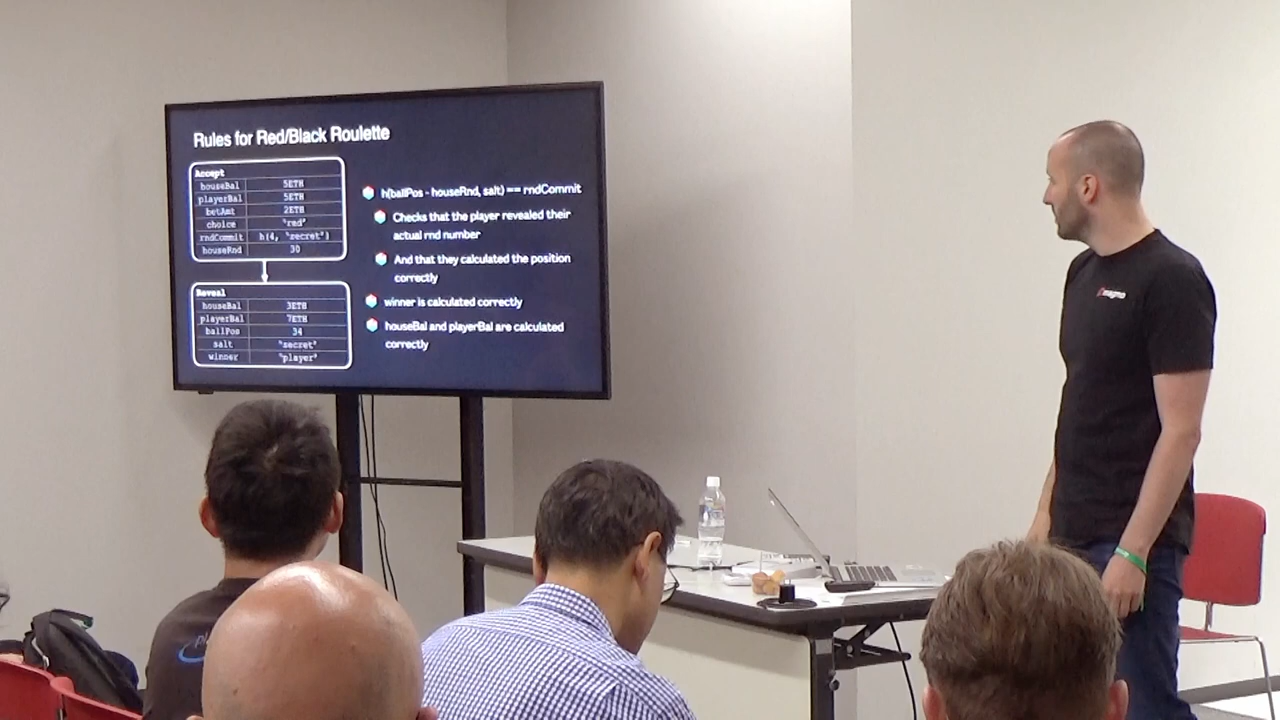 Rules for Red/Black Roulette
Accept
houseBal 5ETH
playerBal 5ETH
betAmt 2ETH
choice "red"
rndCommit h(4, "secret")
houseRnd 30
Reveal
houseBal 3ETH
playerBal 7ETH
ballPos 34
salt "secret"
winner "player"
h(ballPos - houseRnd, salt) == rndCommit
Checks that the player revealed their
actual rnd number
And that they calculated the position
correctly
winner is calculated correctly
houseBal and playerBal are calculated
correctly
magmo